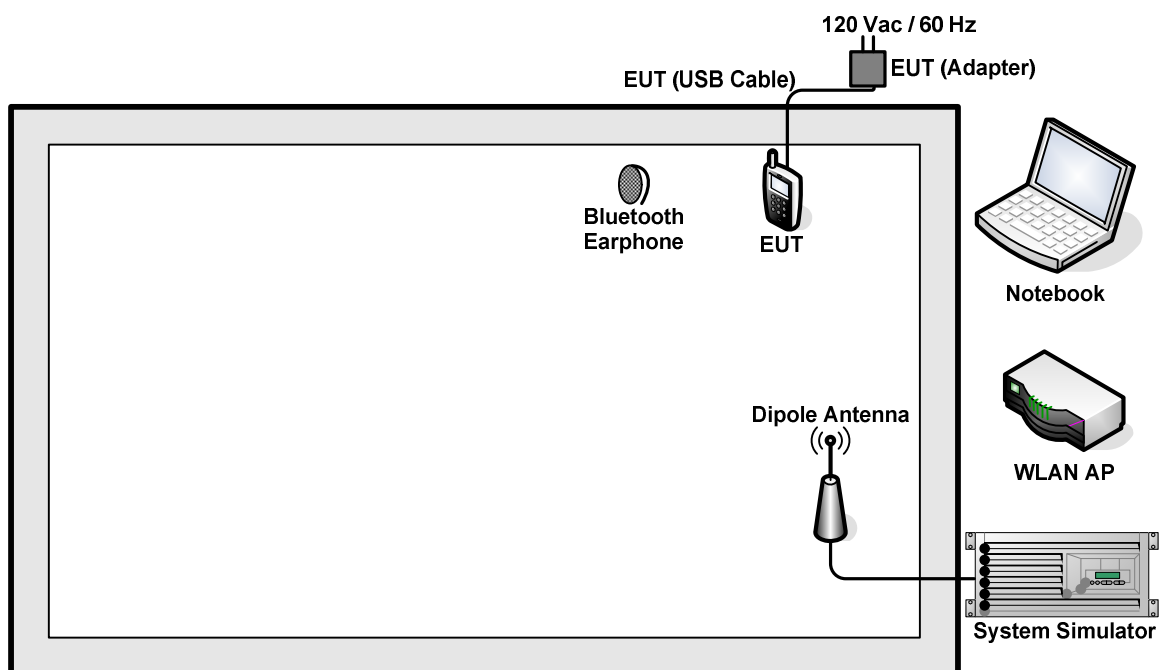 120 Vac / 60 Hz
EUT (Adapter)
EUT (USB Cable)
Bluetooth
Earphone
EUT
Notebook
Dipole Antenna
WLAN AP
System Simulator